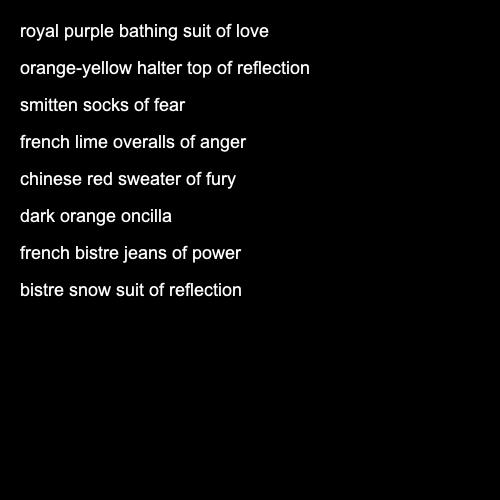 royal purple bathing suit of love
orange-yellow halter top of reflection
smitten socks of fear
french lime overalls of anger
chinese red sweater of fury
dark orange oncilla
french bistre jeans of power
bistre snow suit of reflection